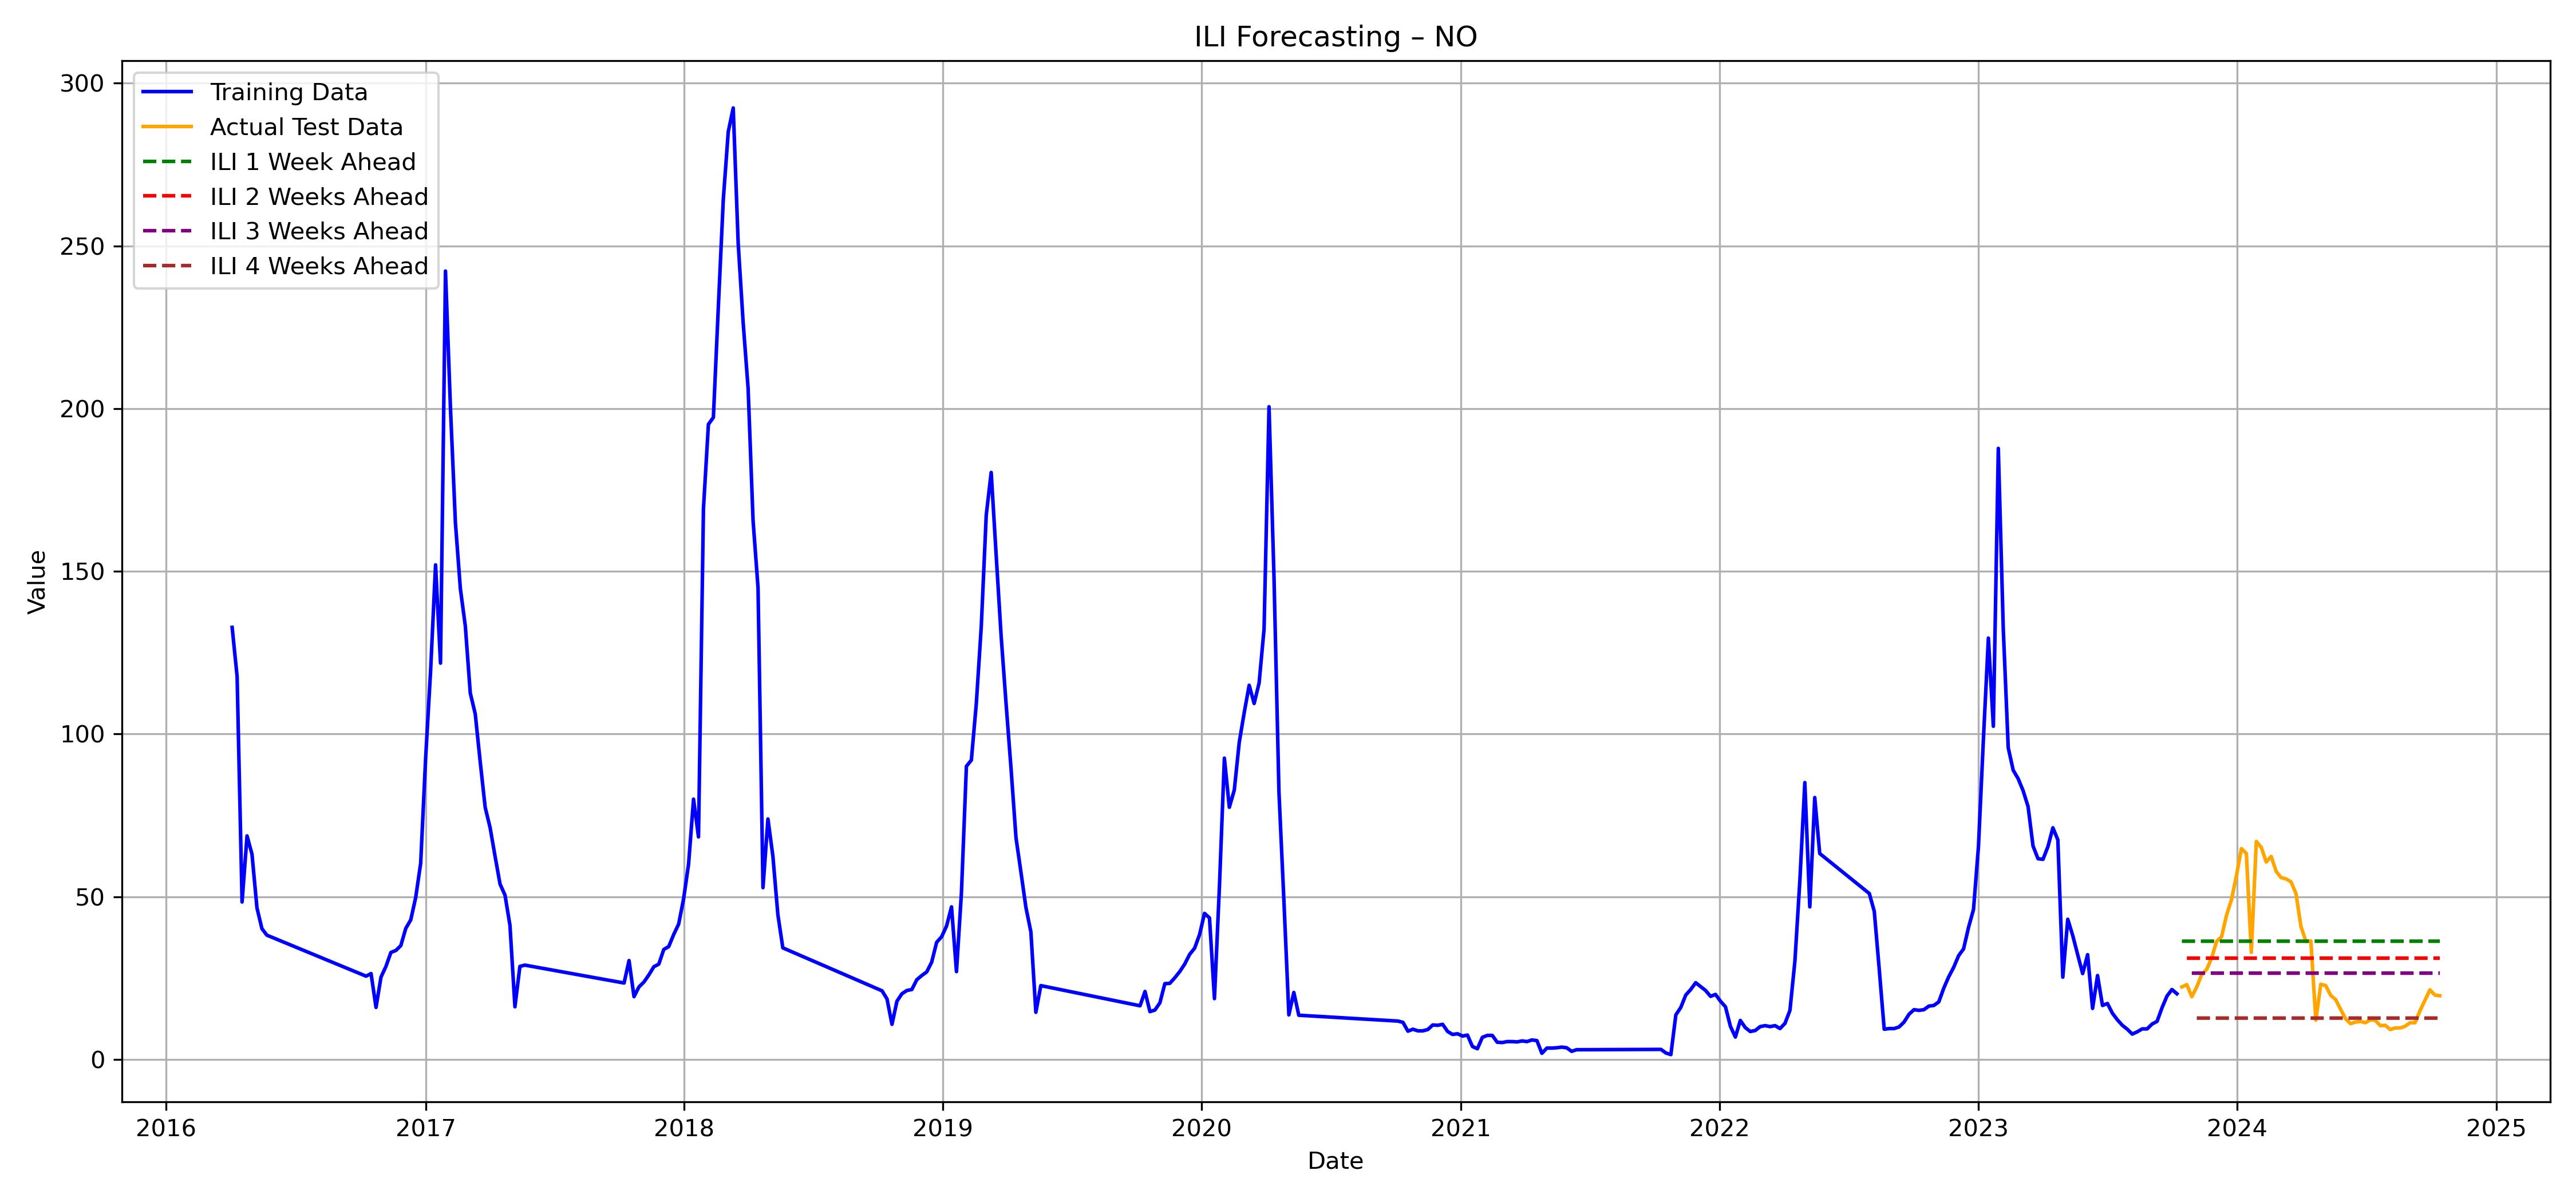 ILI Forecasting – NO
Training Data
Actual Test Data
ILI 1 Week Ahead
ILI 2 Weeks Ahead
ILI 3 Weeks Ahead
ILI 4 Weeks Ahead
300
250
200
150
100
50
0
Value
2016 2017 2018 2019 2020 2021 2022 2023 2024 2025
Date